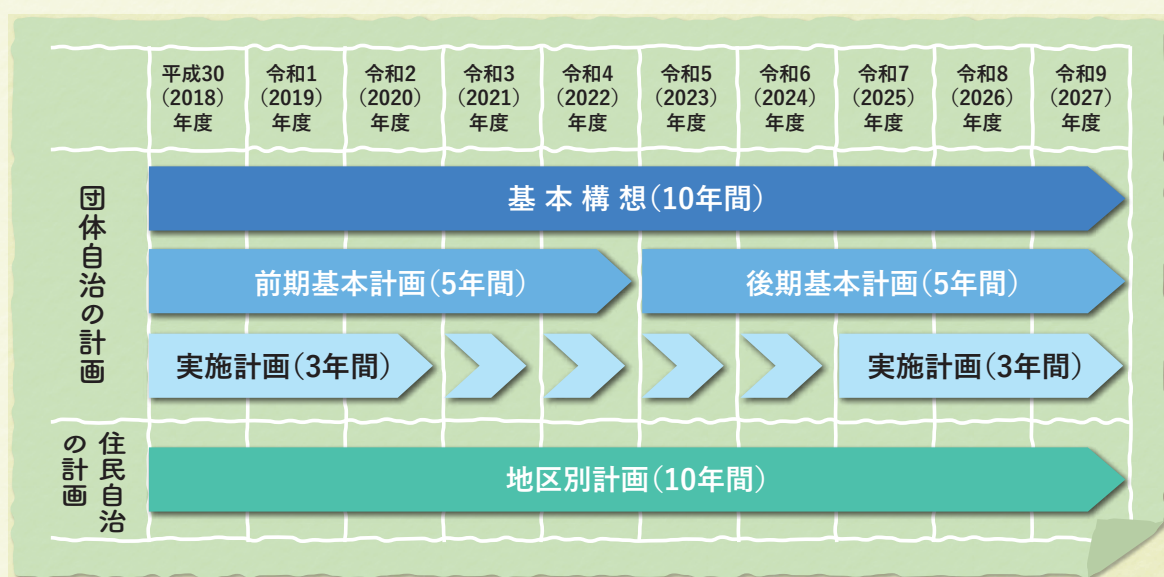 平成30
(2018)
年度
令和1
(2019)
年度
令和2
(2020)
年度
令和3
(2021)
年度
令和4
(2022)
年度
令和5
(2023)
年度
令和6
(2024)
年度
令和7
(2025)
年度
令和8
(2026)
年度
令和9
(2027)
年度
団体自治の計画
基本構想(10年間)
前期基本計画(5年間)
後期基本計画(5年間)
実施計画(3年間)
実施計画(3年間)
住民自治
の計画
地区別計画(10年間)